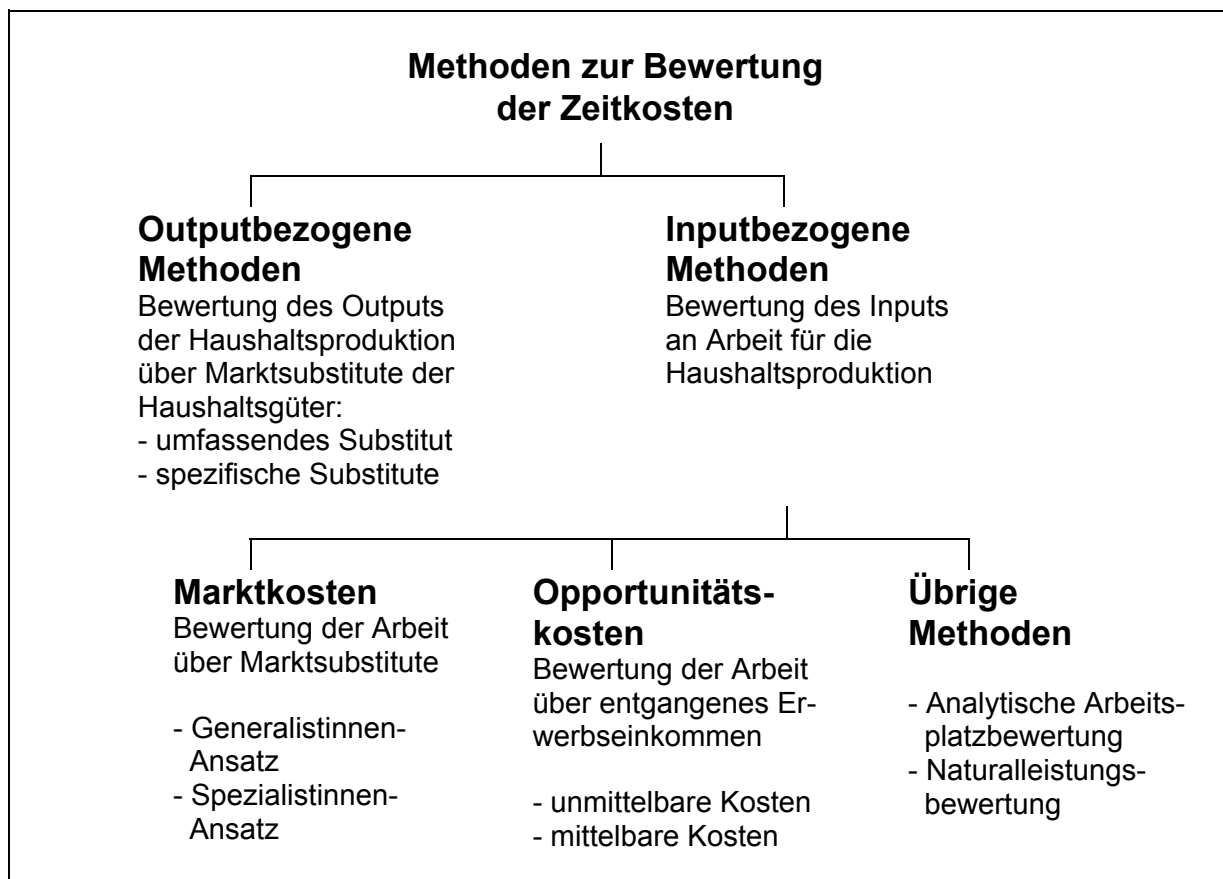 Methoden zur Bewertung
der Zeitkosten
Outputbezogene
Methoden
Bewertung des Outputs
der Haushaltsproduktion
über Marktsubstitute der
Haushaltsgüter:
- umfassendes Substitut
- spezifische Substitute
Inputbezogene
Methoden
Bewertung des Inputs
an Arbeit für die
Haushaltsproduktion
Marktkosten
Bewertung der Arbeit
über Marktsubstitute
- Generalistinnen-
Ansatz
- Spezialistinnen-
Ansatz
Opportunitäts-
kosten
Bewertung der Arbeit
über entgangenes Er-
werbseinkommen
- unmittelbare Kosten
- mittelbare Kosten
Übrige
Methoden
- Analytische Arbeits-
platzbewertung
- Naturalleistungs-
bewertung